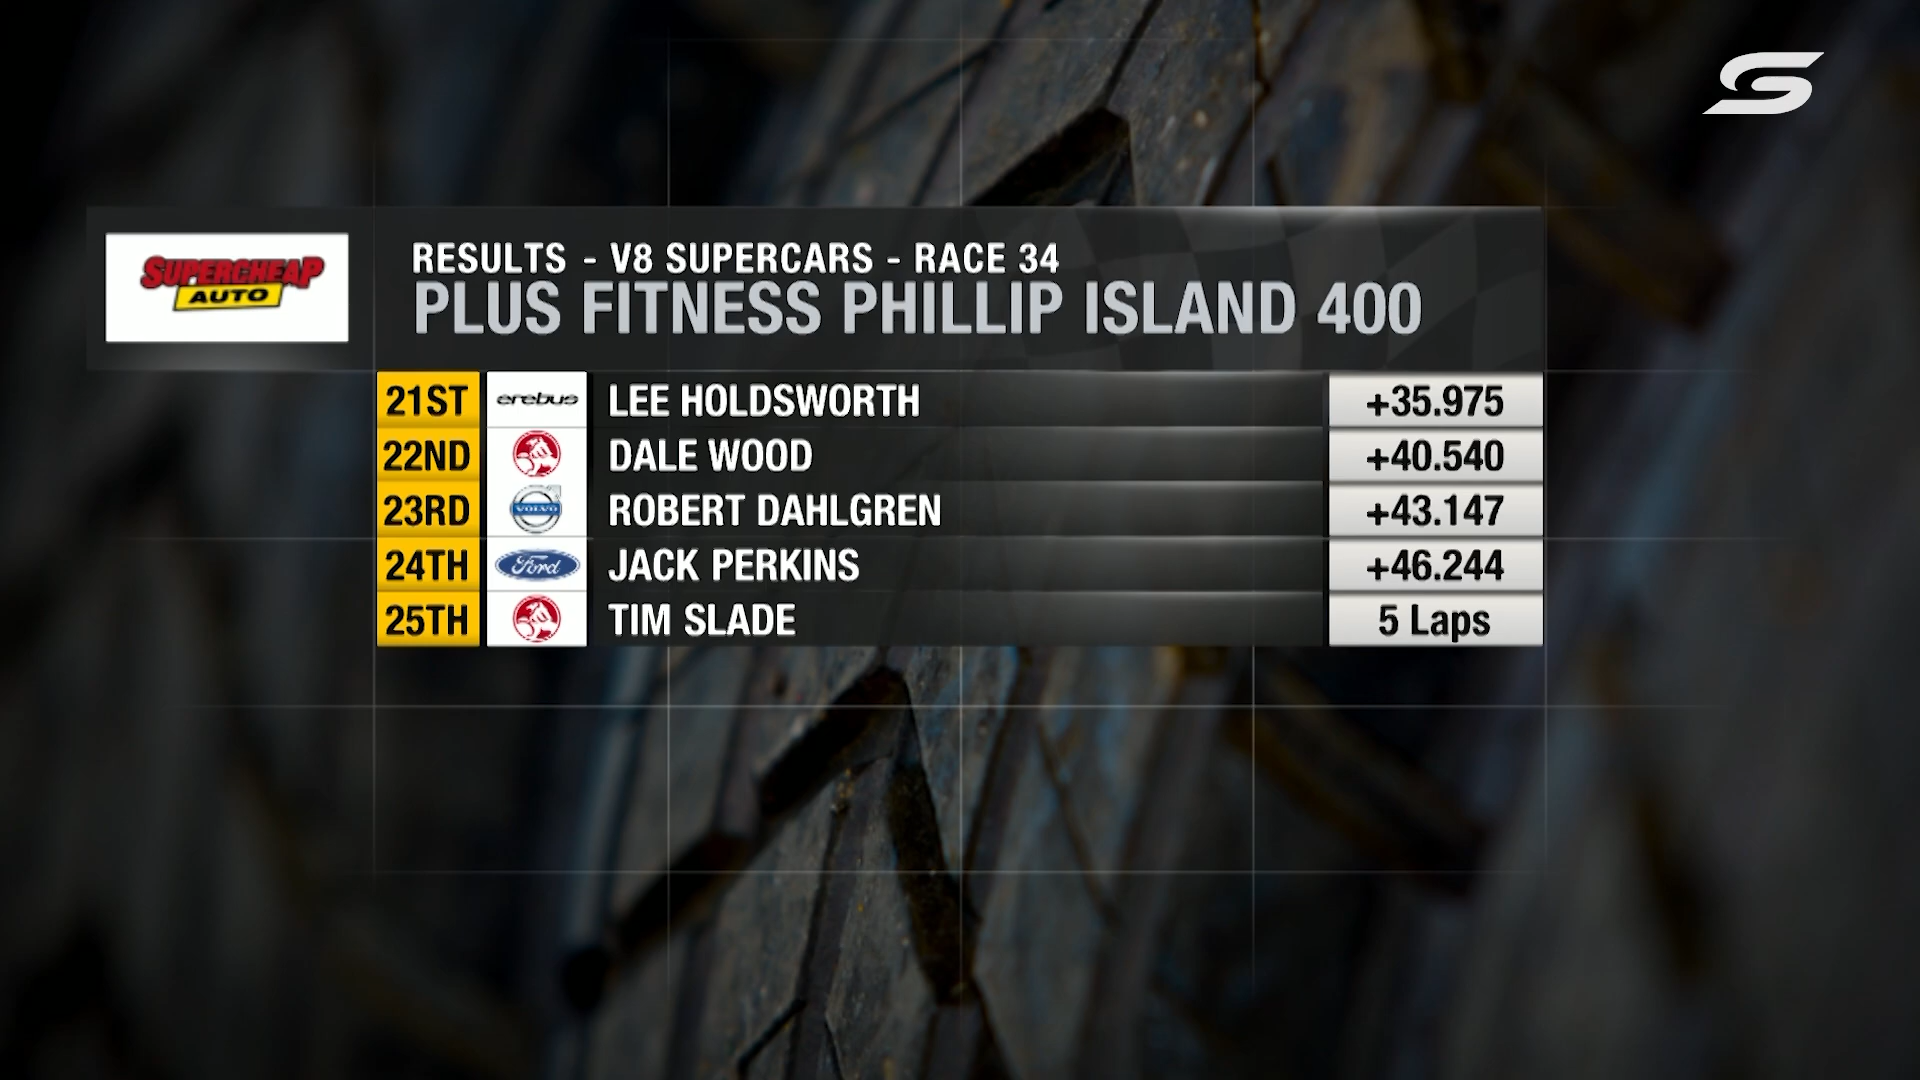 SUPERCHEAP
AUTO
RESULTS - V8 SUPERCARS - RACE 34
PLUS FITNESS PHILLIP ISLAND 400
21ST erebus LEE HOLDSWORTH +35.975
22ND DALE WOOD +40.540
23RD VOLVO ROBERT DAHLGREN +43.147
24TH Ford JACK PERKINS +46.244
25TH TIM SLADE 5 Laps